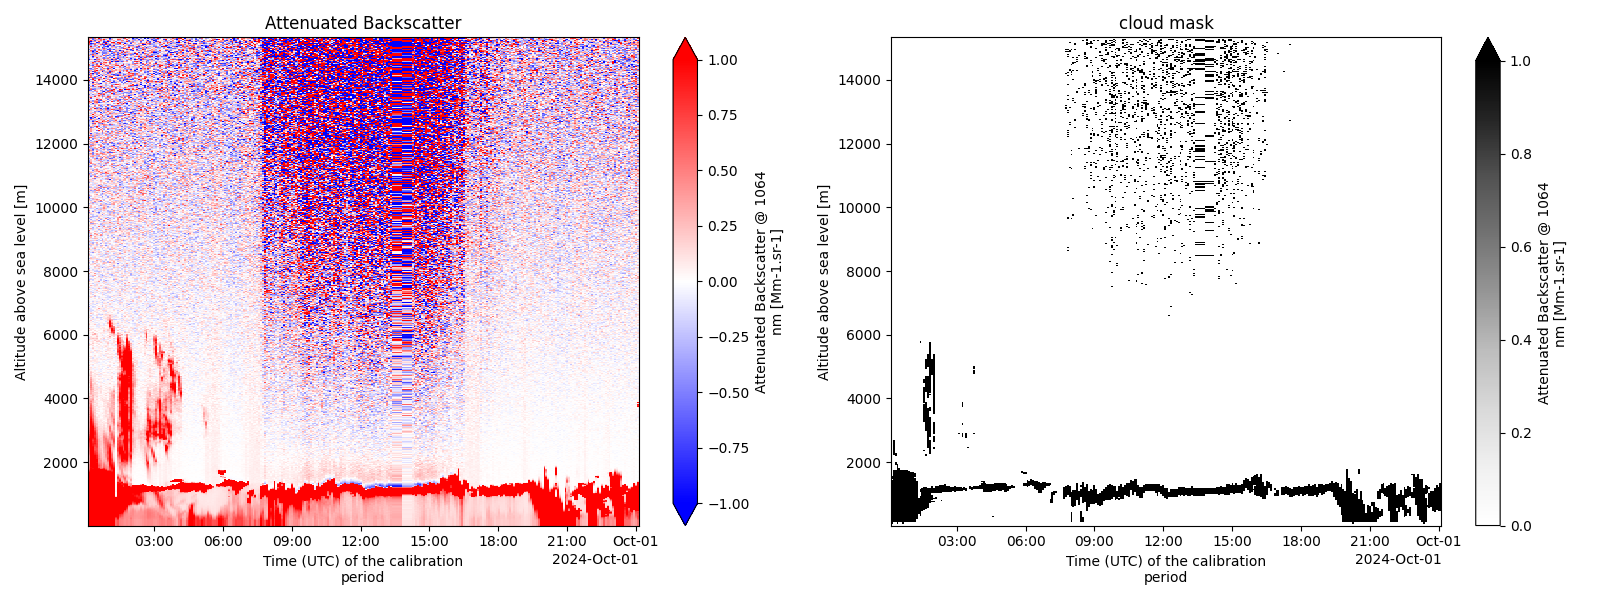 Attenuated Backscatter
14000
12000
10000
8000
6000
4000
2000
Altitude above sea level [m]
03:00
06:00
09:00
12:00
15:00
18:00
21:00
Oct-01
2024-Oct-01
Time (UTC) of the calibration
period
1.00
0.75
0.50
0.25
0.00
−0.25
−0.50
−0.75
−1.00
Attenuated Backscatter @ 1064
nm [Mm-1.sr-1]
cloud mask
14000
12000
10000
8000
6000
4000
2000
Altitude above sea level [m]
03:00
06:00
09:00
12:00
15:00
18:00
21:00
Oct-01
2024-Oct-01
Time (UTC) of the calibration
period
1.0
0.8
0.6
0.4
0.2
0.0
Attenuated Backscatter @ 1064
nm [Mm-1.sr-1]